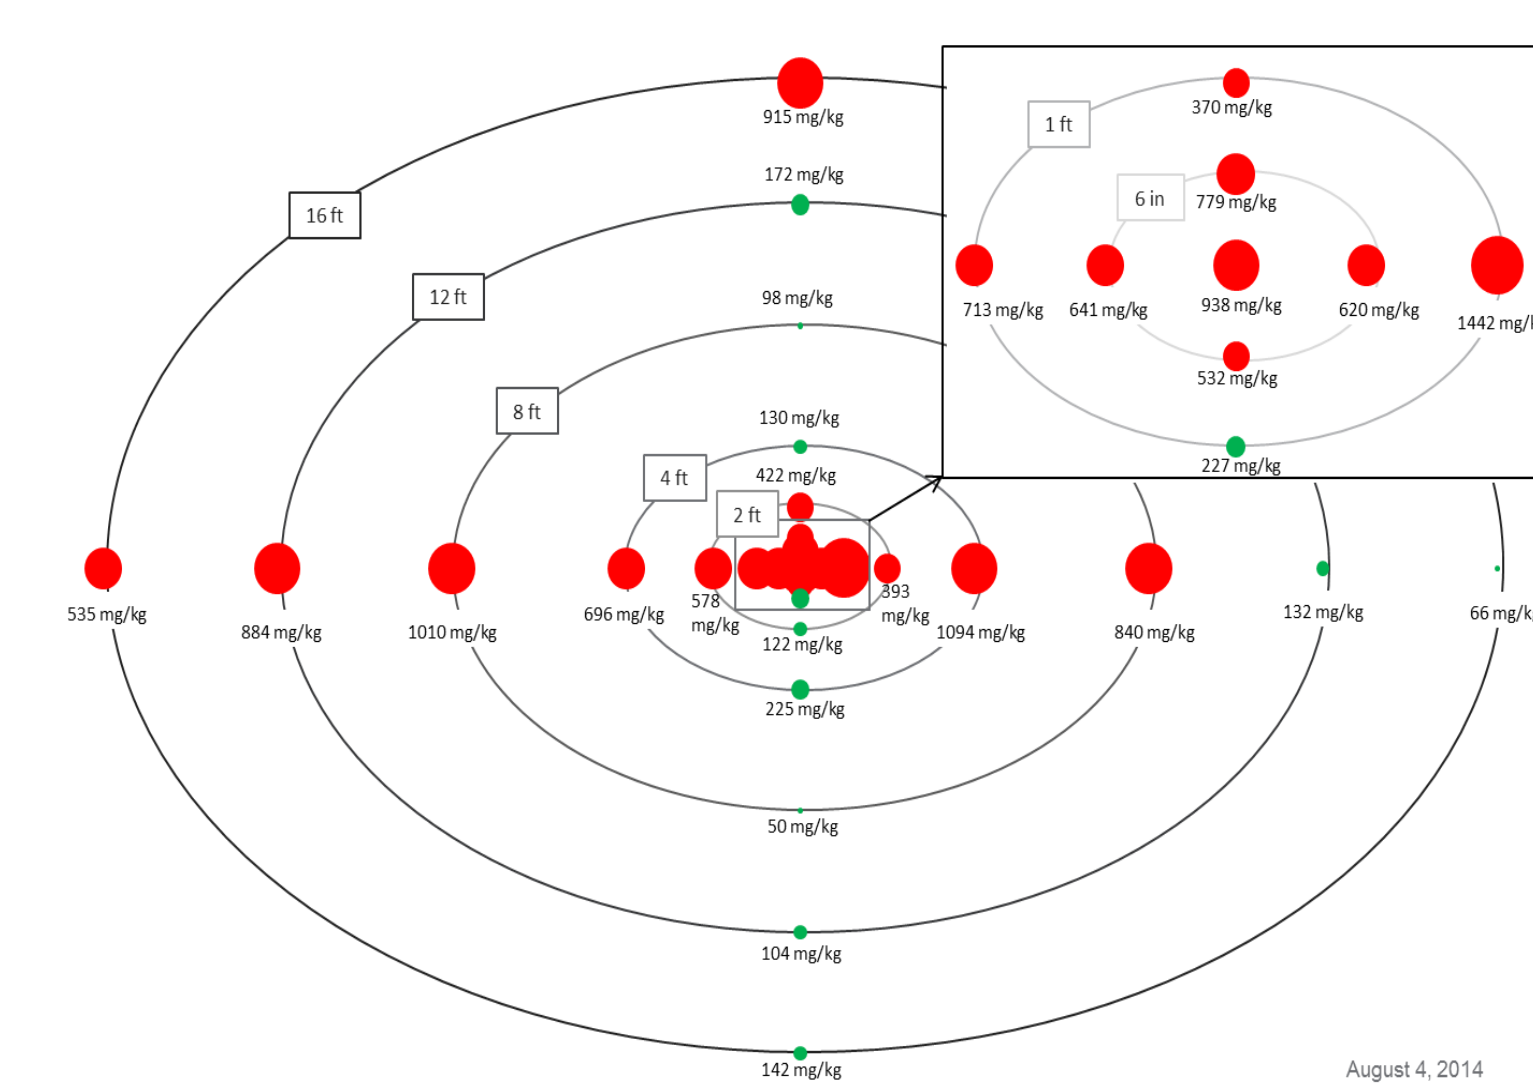 915 mg/kg
172 mg/kg
16 ft
12 ft
98 mg/kg
8 ft
130 mg/kg
4 ft
422 mg/kg
2 ft
535 mg/kg
884 mg/kg
1010 mg/kg
696 mg/kg
578
mg/kg
393
mg/kg
122 mg/kg
1094 mg/kg
840 mg/kg
132 mg/kg
66 mg/k
225 mg/kg
50 mg/kg
104 mg/kg
142 mg/kg
370 mg/kg
1 ft
6 in
779 mg/kg
713 mg/kg
641 mg/kg
938 mg/kg
620 mg/kg
1442 mg/
532 mg/kg
227 mg/kg
August 4, 2014